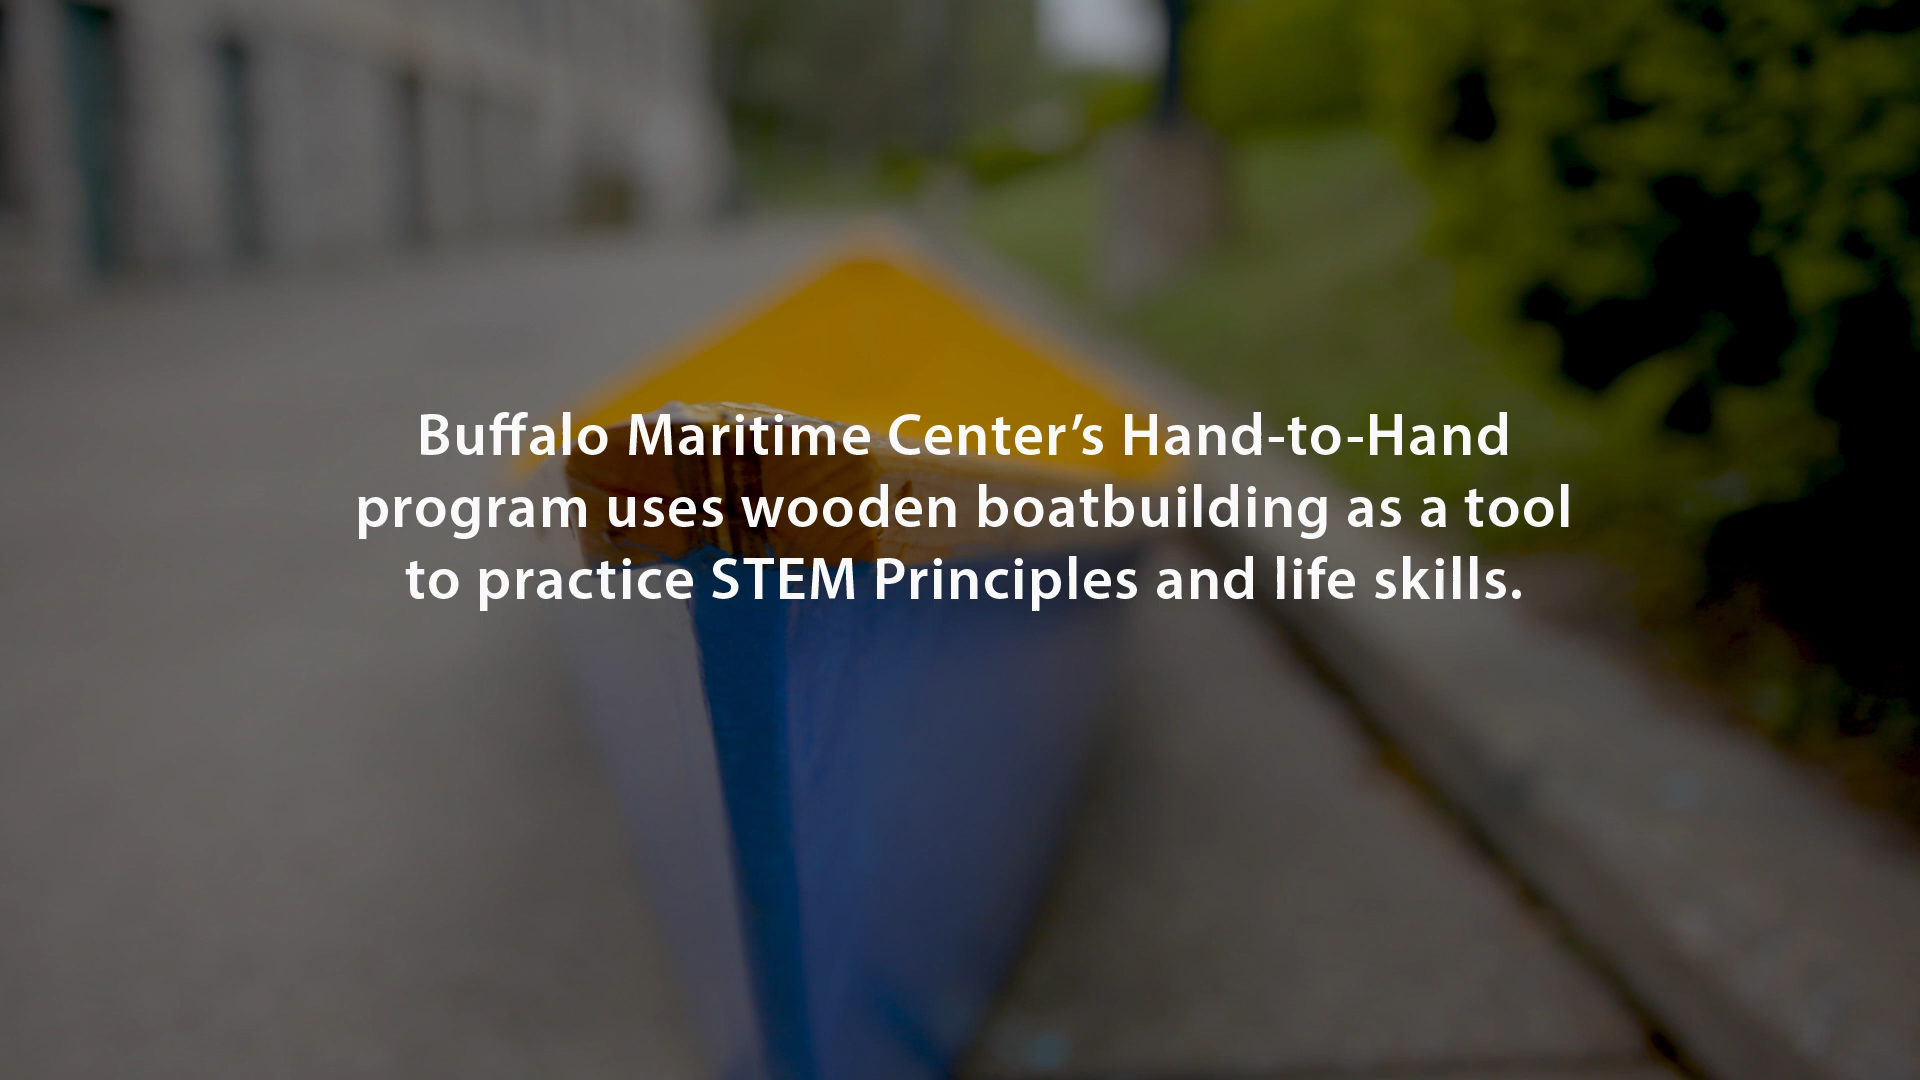 Buffalo Maritime Center’s Hand-to-Hand
program uses wooden boatbuilding as a tool
to practice STEM Principles and life skills.